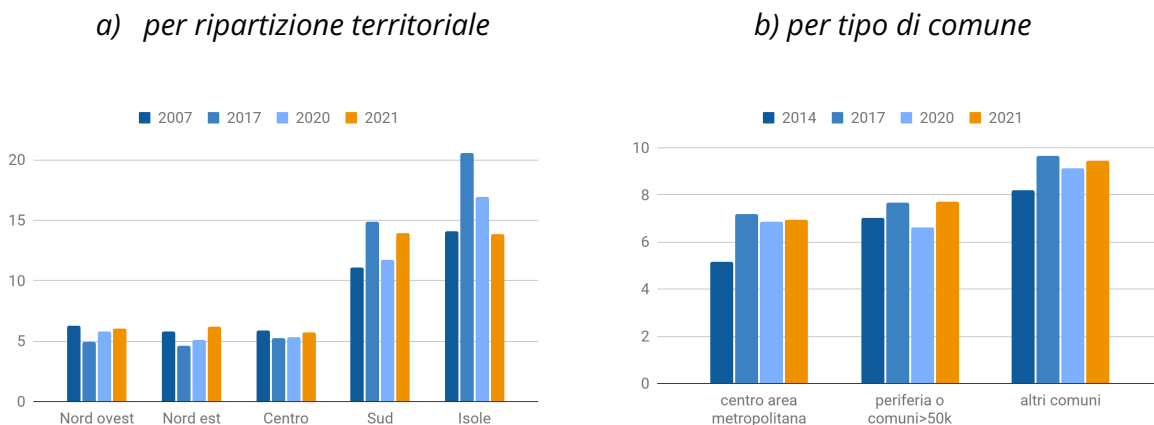 a) per ripartizione territoriale
2007 2017 2020 2021
20
15
10
5
0
Nord ovest Nord est Centro Sud Isole
b) per tipo di comune
2014 2017 2020 2021
10
8
6
4
2
0
centro area metropolitana
periferia o comuni>50k
altri comuni